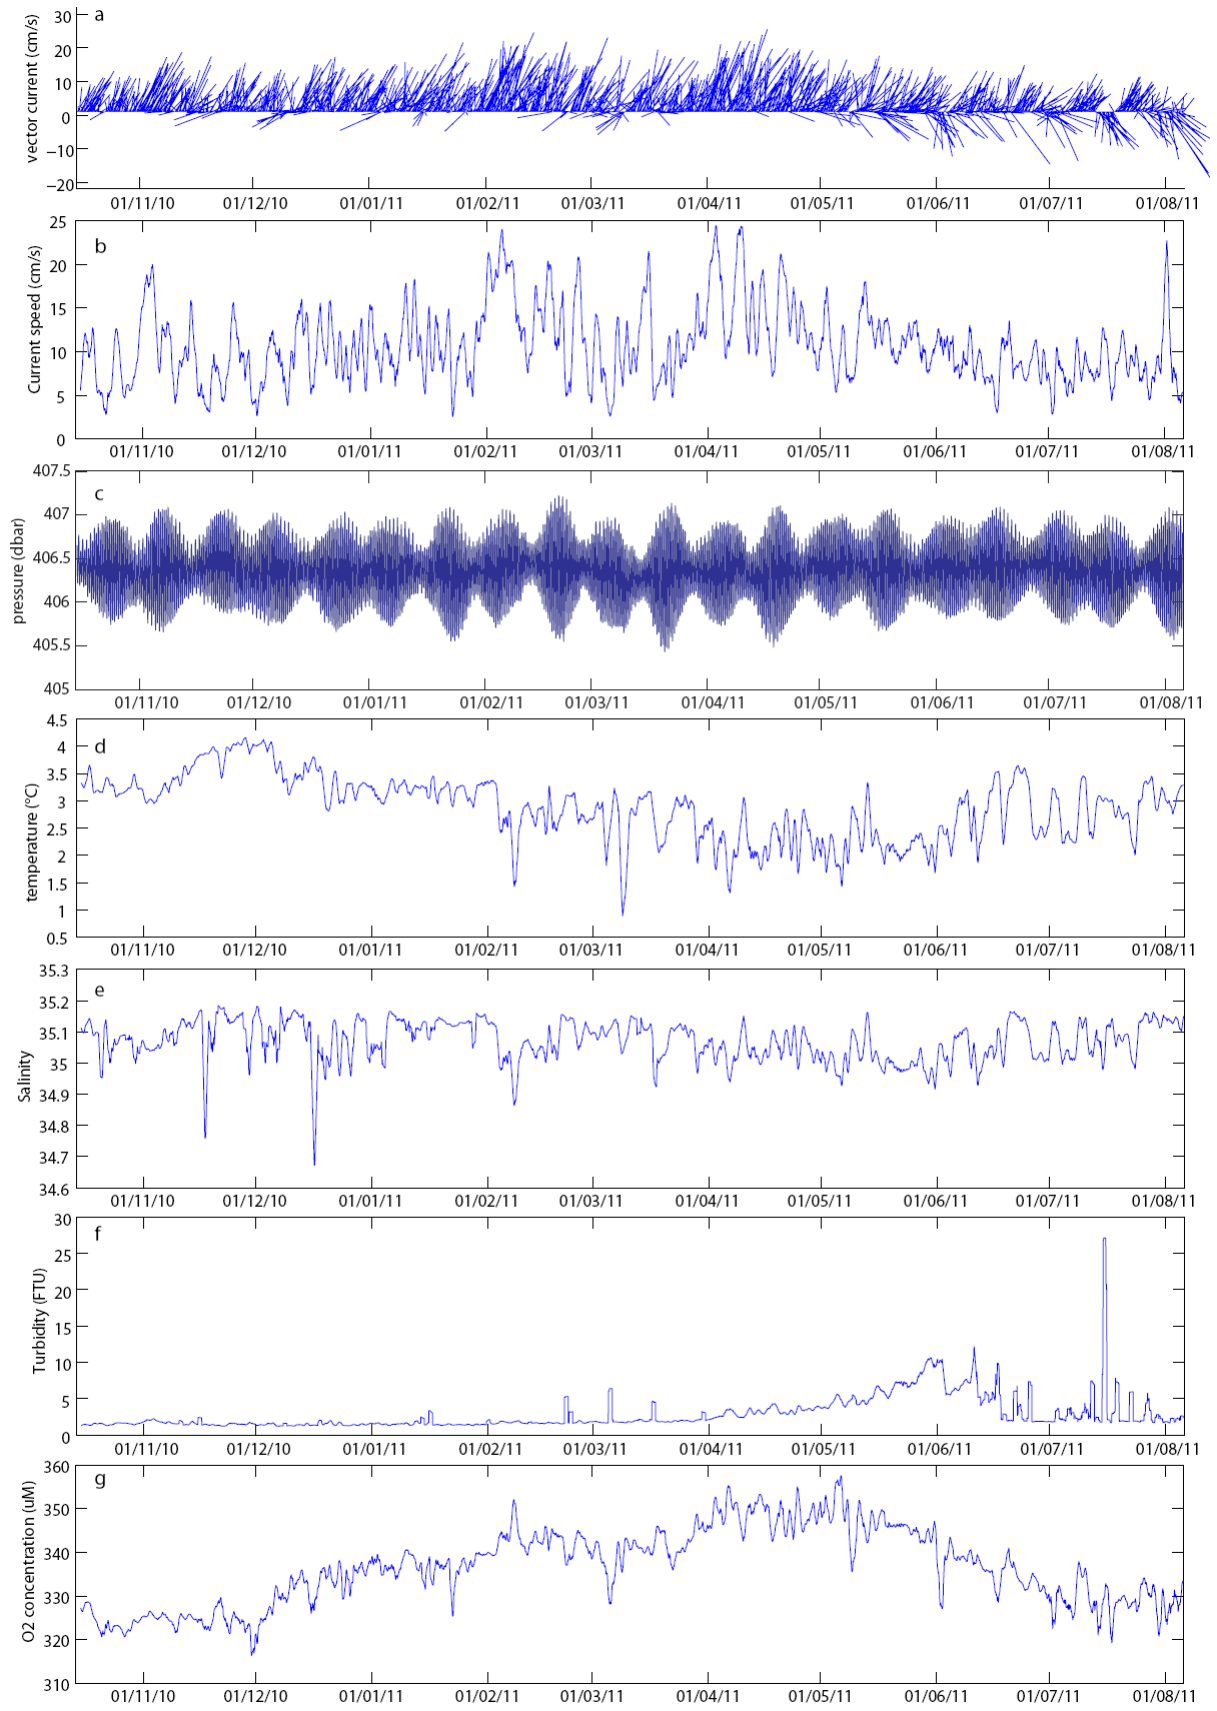 a
vector current (cm/s)
30
20
10
0
−10
−20
01/11/10 01/12/10 01/01/11 01/02/11 01/03/11 01/04/11 01/05/11 01/06/11 01/07/11 01/08/11
b
Current speed (cm/s)
25
20
15
10
5
0
01/11/10 01/12/10 01/01/11 01/02/11 01/03/11 01/04/11 01/05/11 01/06/11 01/07/11 01/08/11
c
pressure (dbar)
407.5
407
406.5
406
405.5
405
01/11/10 01/12/10 01/01/11 01/02/11 01/03/11 01/04/11 01/05/11 01/06/11 01/07/11 01/08/11
d
temperature (°C)
4.5
4
3.5
3
2.5
2
1.5
1
0.5
01/11/10 01/12/10 01/01/11 01/02/11 01/03/11 01/04/11 01/05/11 01/06/11 01/07/11 01/08/11
e
Salinity
35.3
35.2
35.1
35
34.9
34.8
34.7
34.6
01/11/10 01/12/10 01/01/11 01/02/11 01/03/11 01/04/11 01/05/11 01/06/11 01/07/11 01/08/11
f
Turbidity (FTU)
30
25
20
15
10
5
0
01/11/10 01/12/10 01/01/11 01/02/11 01/03/11 01/04/11 01/05/11 01/06/11 01/07/11 01/08/11
g
O2 concentration (uM)
360
350
340
330
320
310
01/11/10 01/12/10 01/01/11 01/02/11 01/03/11 01/04/11 01/05/11 01/06/11 01/07/11 01/08/11